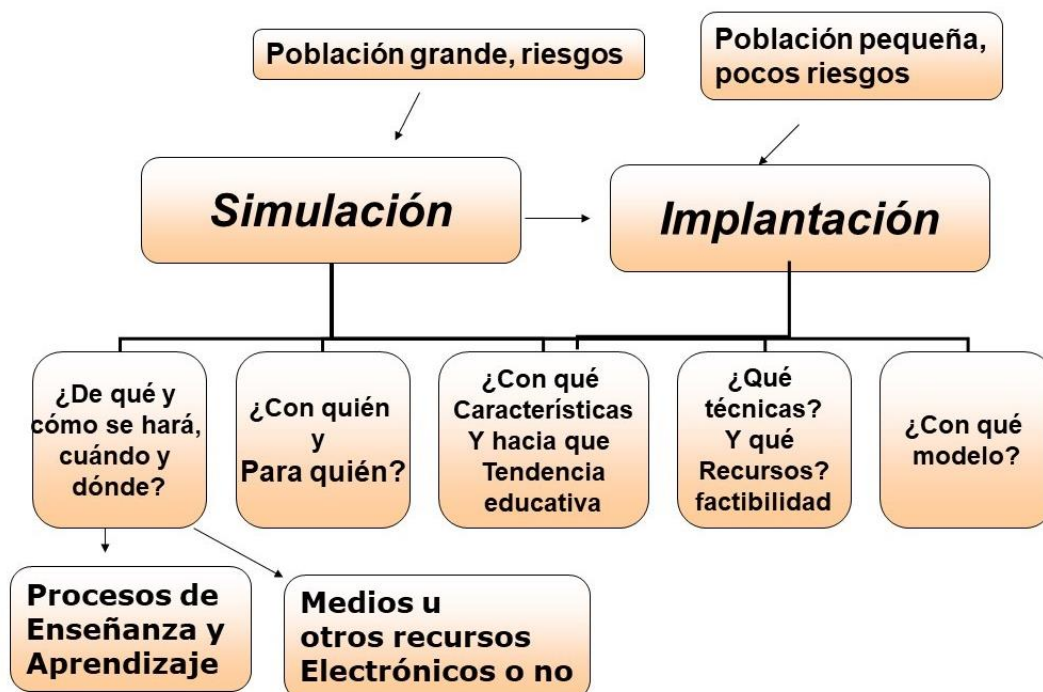 Población grande, riesgos
Población pequeña,
pocos riesgos
Simulación
Implantación
¿De qué y
cómo se hará,
cuándo y
dónde?
¿Con quién
y
Para quién?
¿Con qué
Característícas
Y hacia que
Tendencia
educativa
¿Qué
técnicas?
Y qué
Recursos?
factibilidad
¿Con qué
modelo?
Procesos de
Enseñanza y
Aprendizaje
Medios u
otros recursos
Electrónicos o no